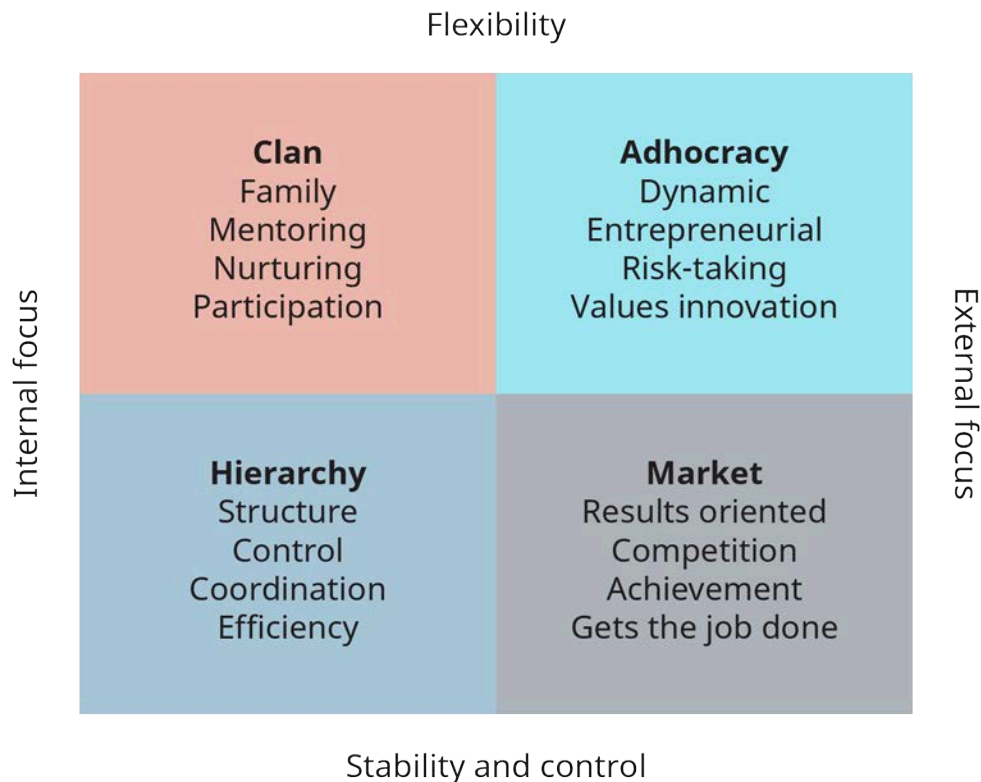 Flexibility
Clan
Family
Mentoring
Nurturing
Participation
Adhocracy
Dynamic
Entrepreneurial
Risk-taking
Values innovation
Internal focus
External focus
Hierarchy
Structure
Control
Coordination
Efficiency
Market
Results oriented
Competition
Achievement
Gets the job done
Stability and control